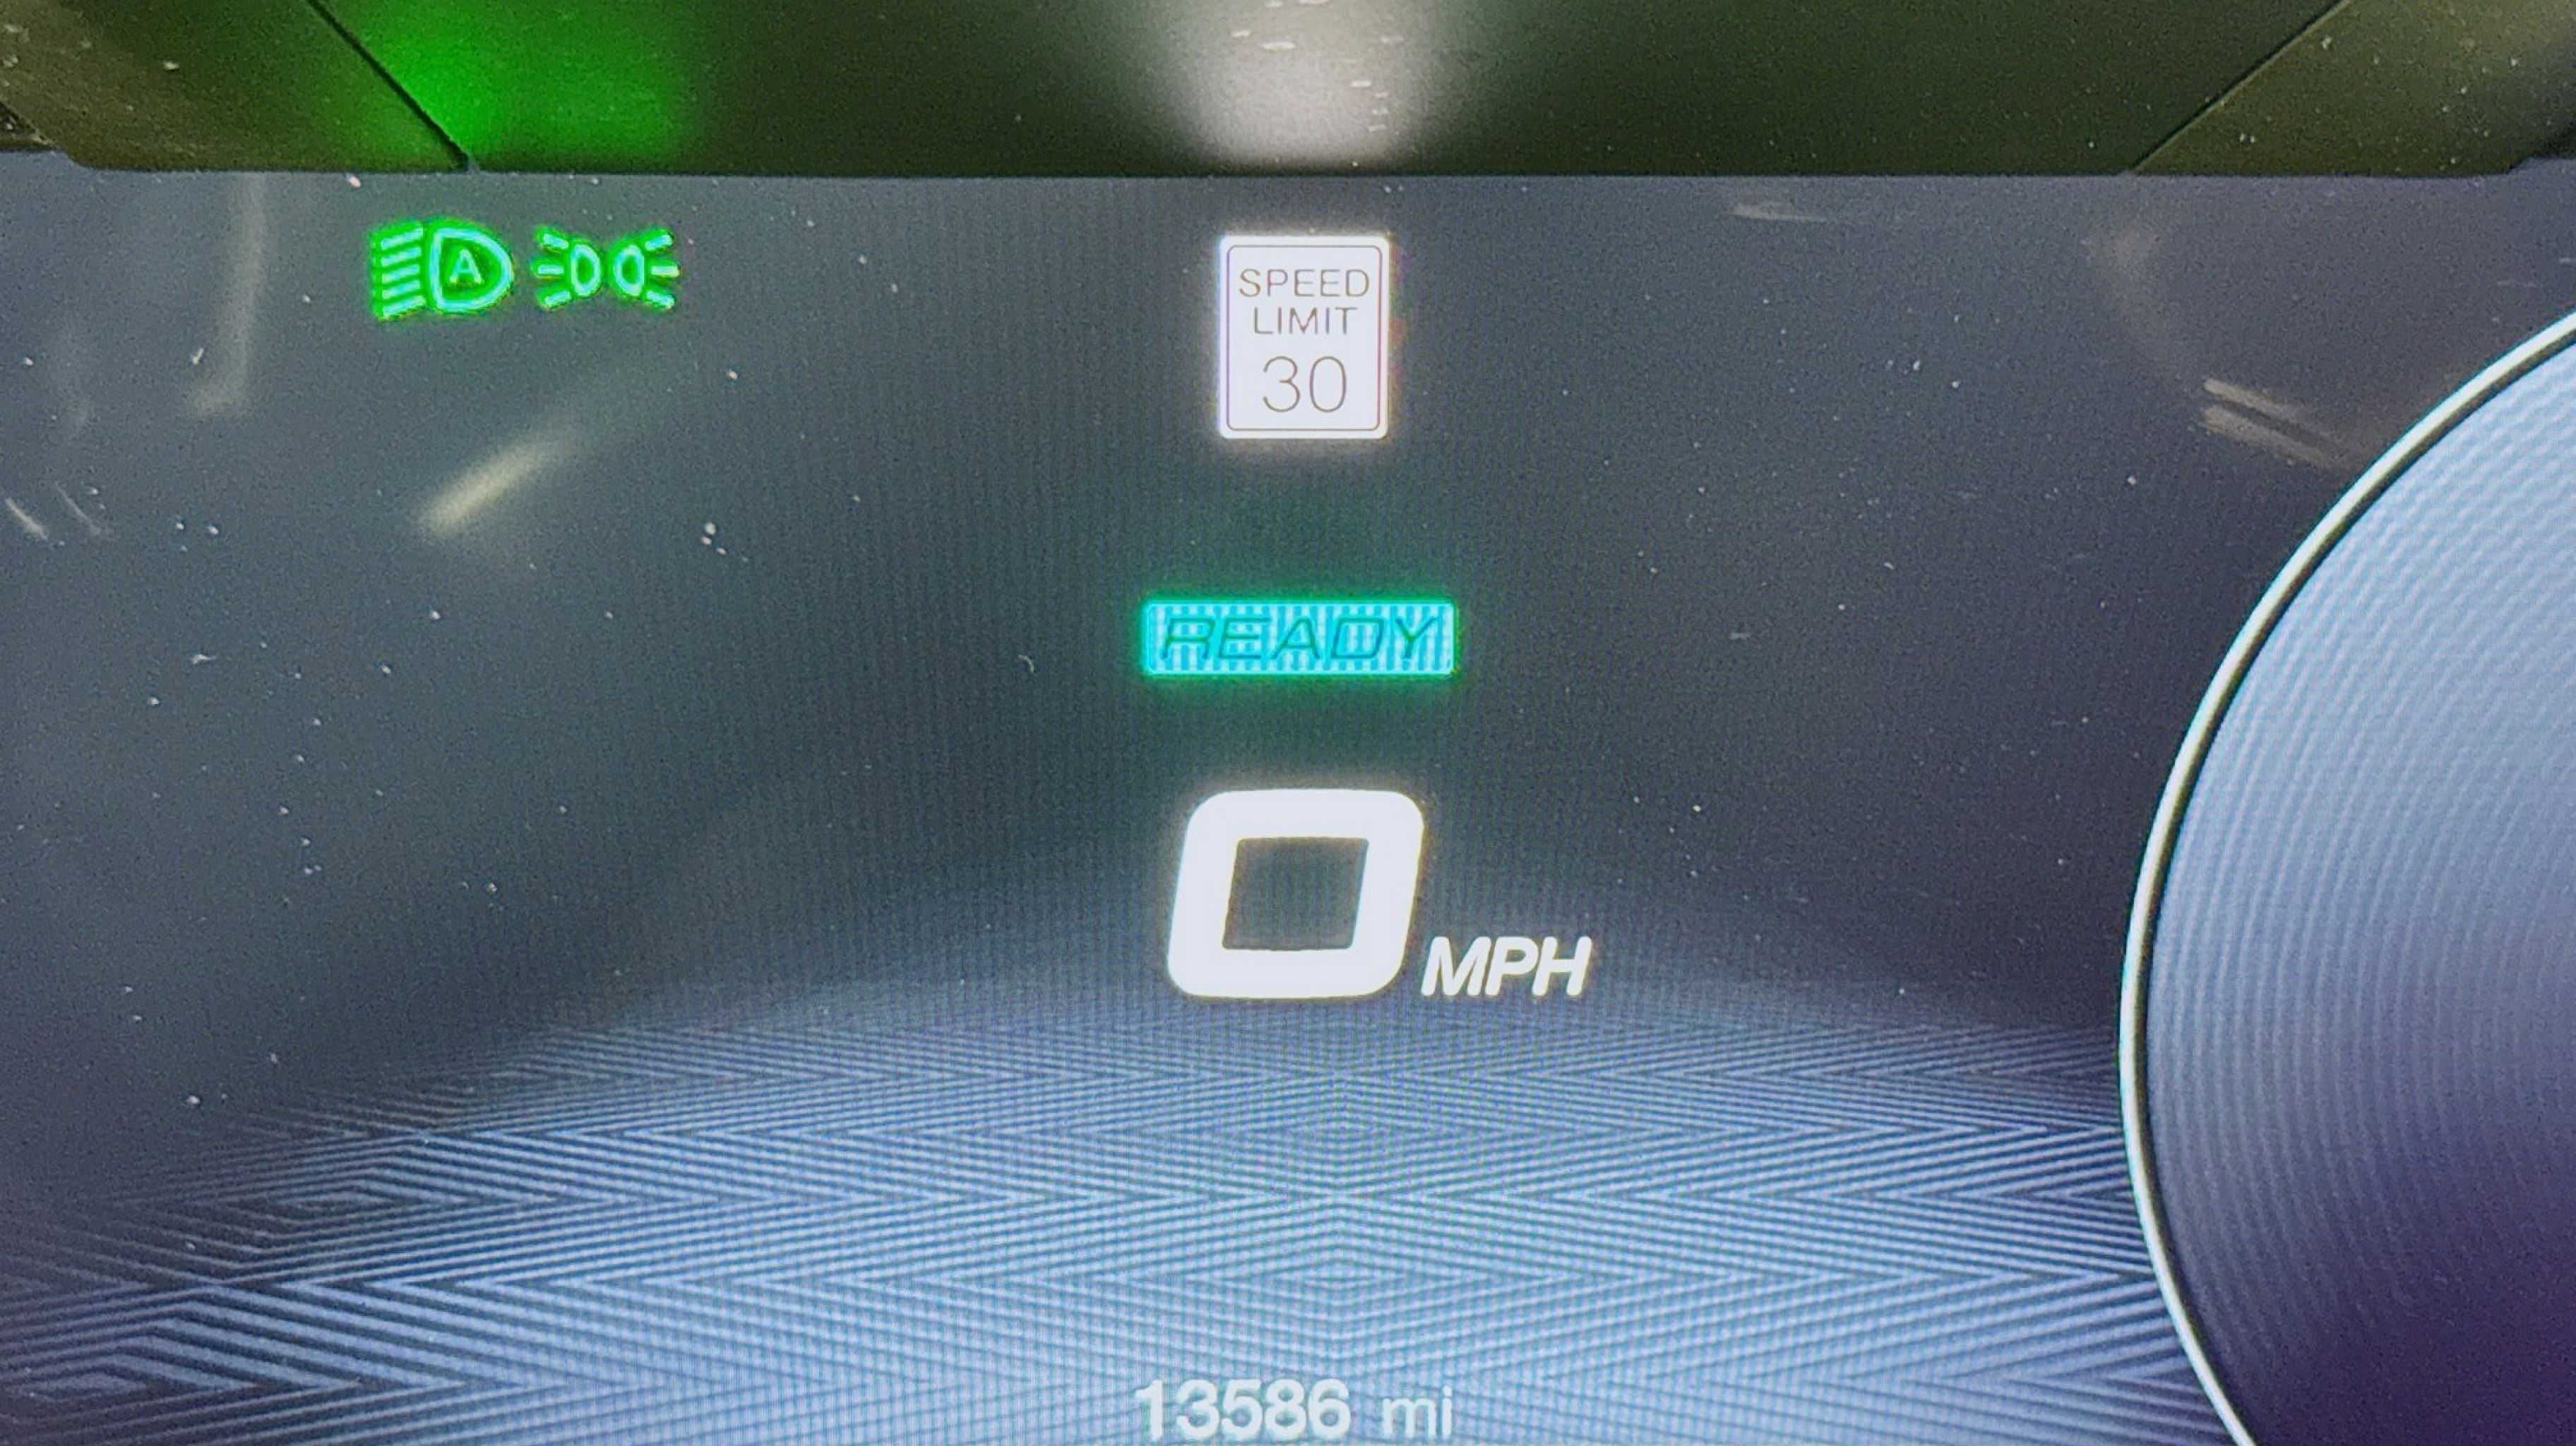 A
SPEED
LIMIT
30
READY
0 MPH
13586 mi